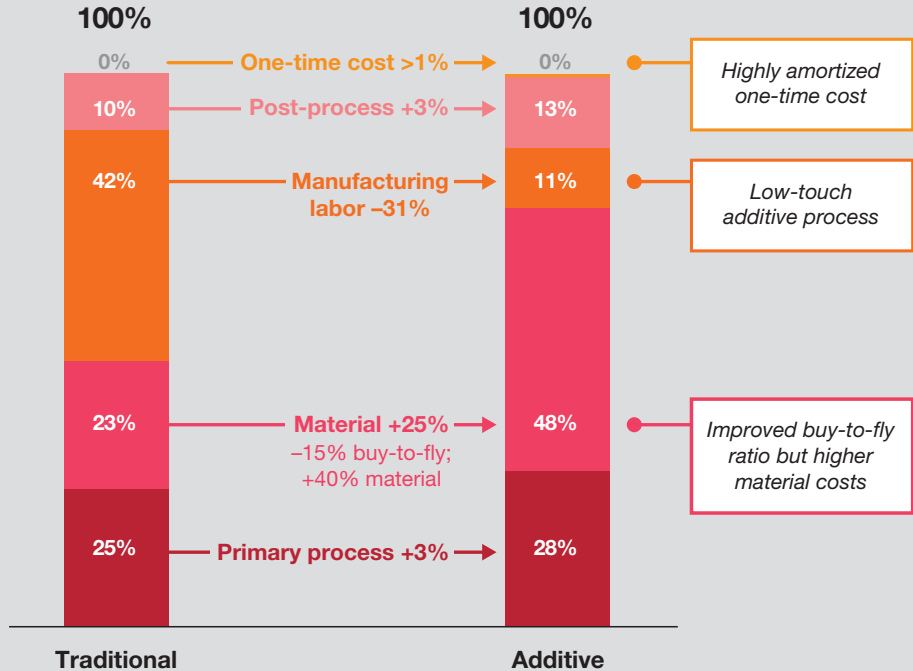 100%
100%
0%
One-time cost >1%
0%
Highly amortized
one-time cost
10%
Post-process +3%
13%
42%
Manufacturing
labor –31%
11%
Low-touch
additive process
23%
Material +25%
–15% buy-to-fly;
+40% material
48%
Improved buy-to-fly
ratio but higher
material costs
25%
Primary process +3%
28%
Traditional
Additive